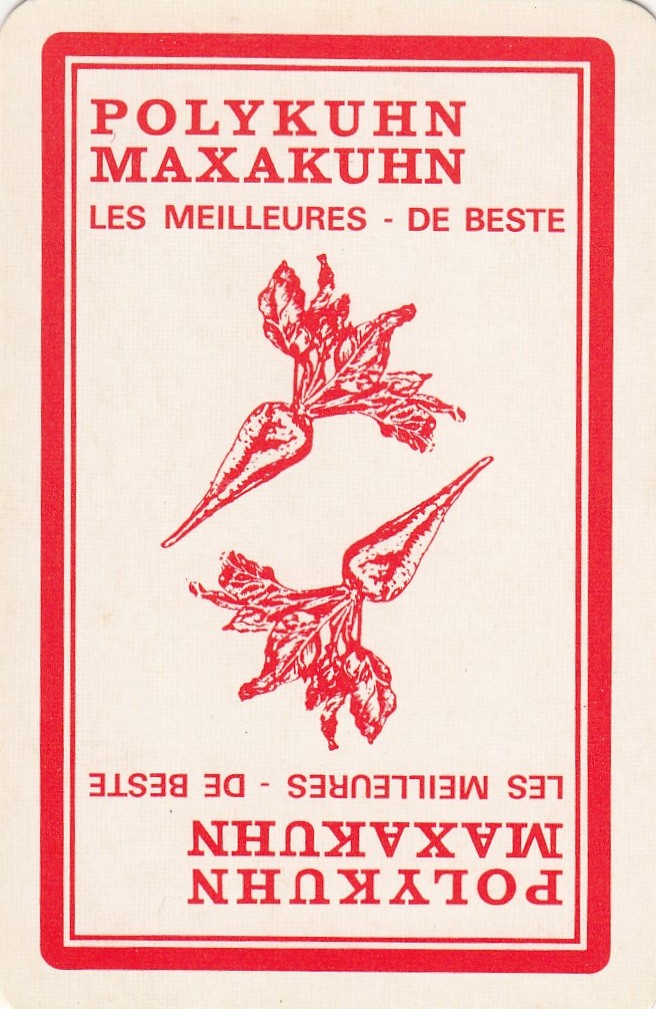 POLYKUHN
MAXAKUHN
LES MEILLEURES - DE BESTE
LES MEILLEURES - DE BESTE
MAXAKUHN
POLYKUHN